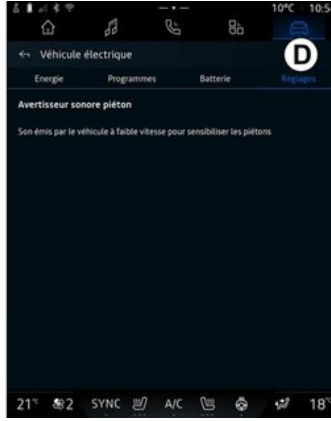 10°C 10:54
Véhicule électrique
D
Energie Programmes Batterie Réglages
Avertisseur sonore piéton
Son émis par le véhicule à faible vitesse pour sensibiliser les piétons
21° 2 SYNC A/C 18°